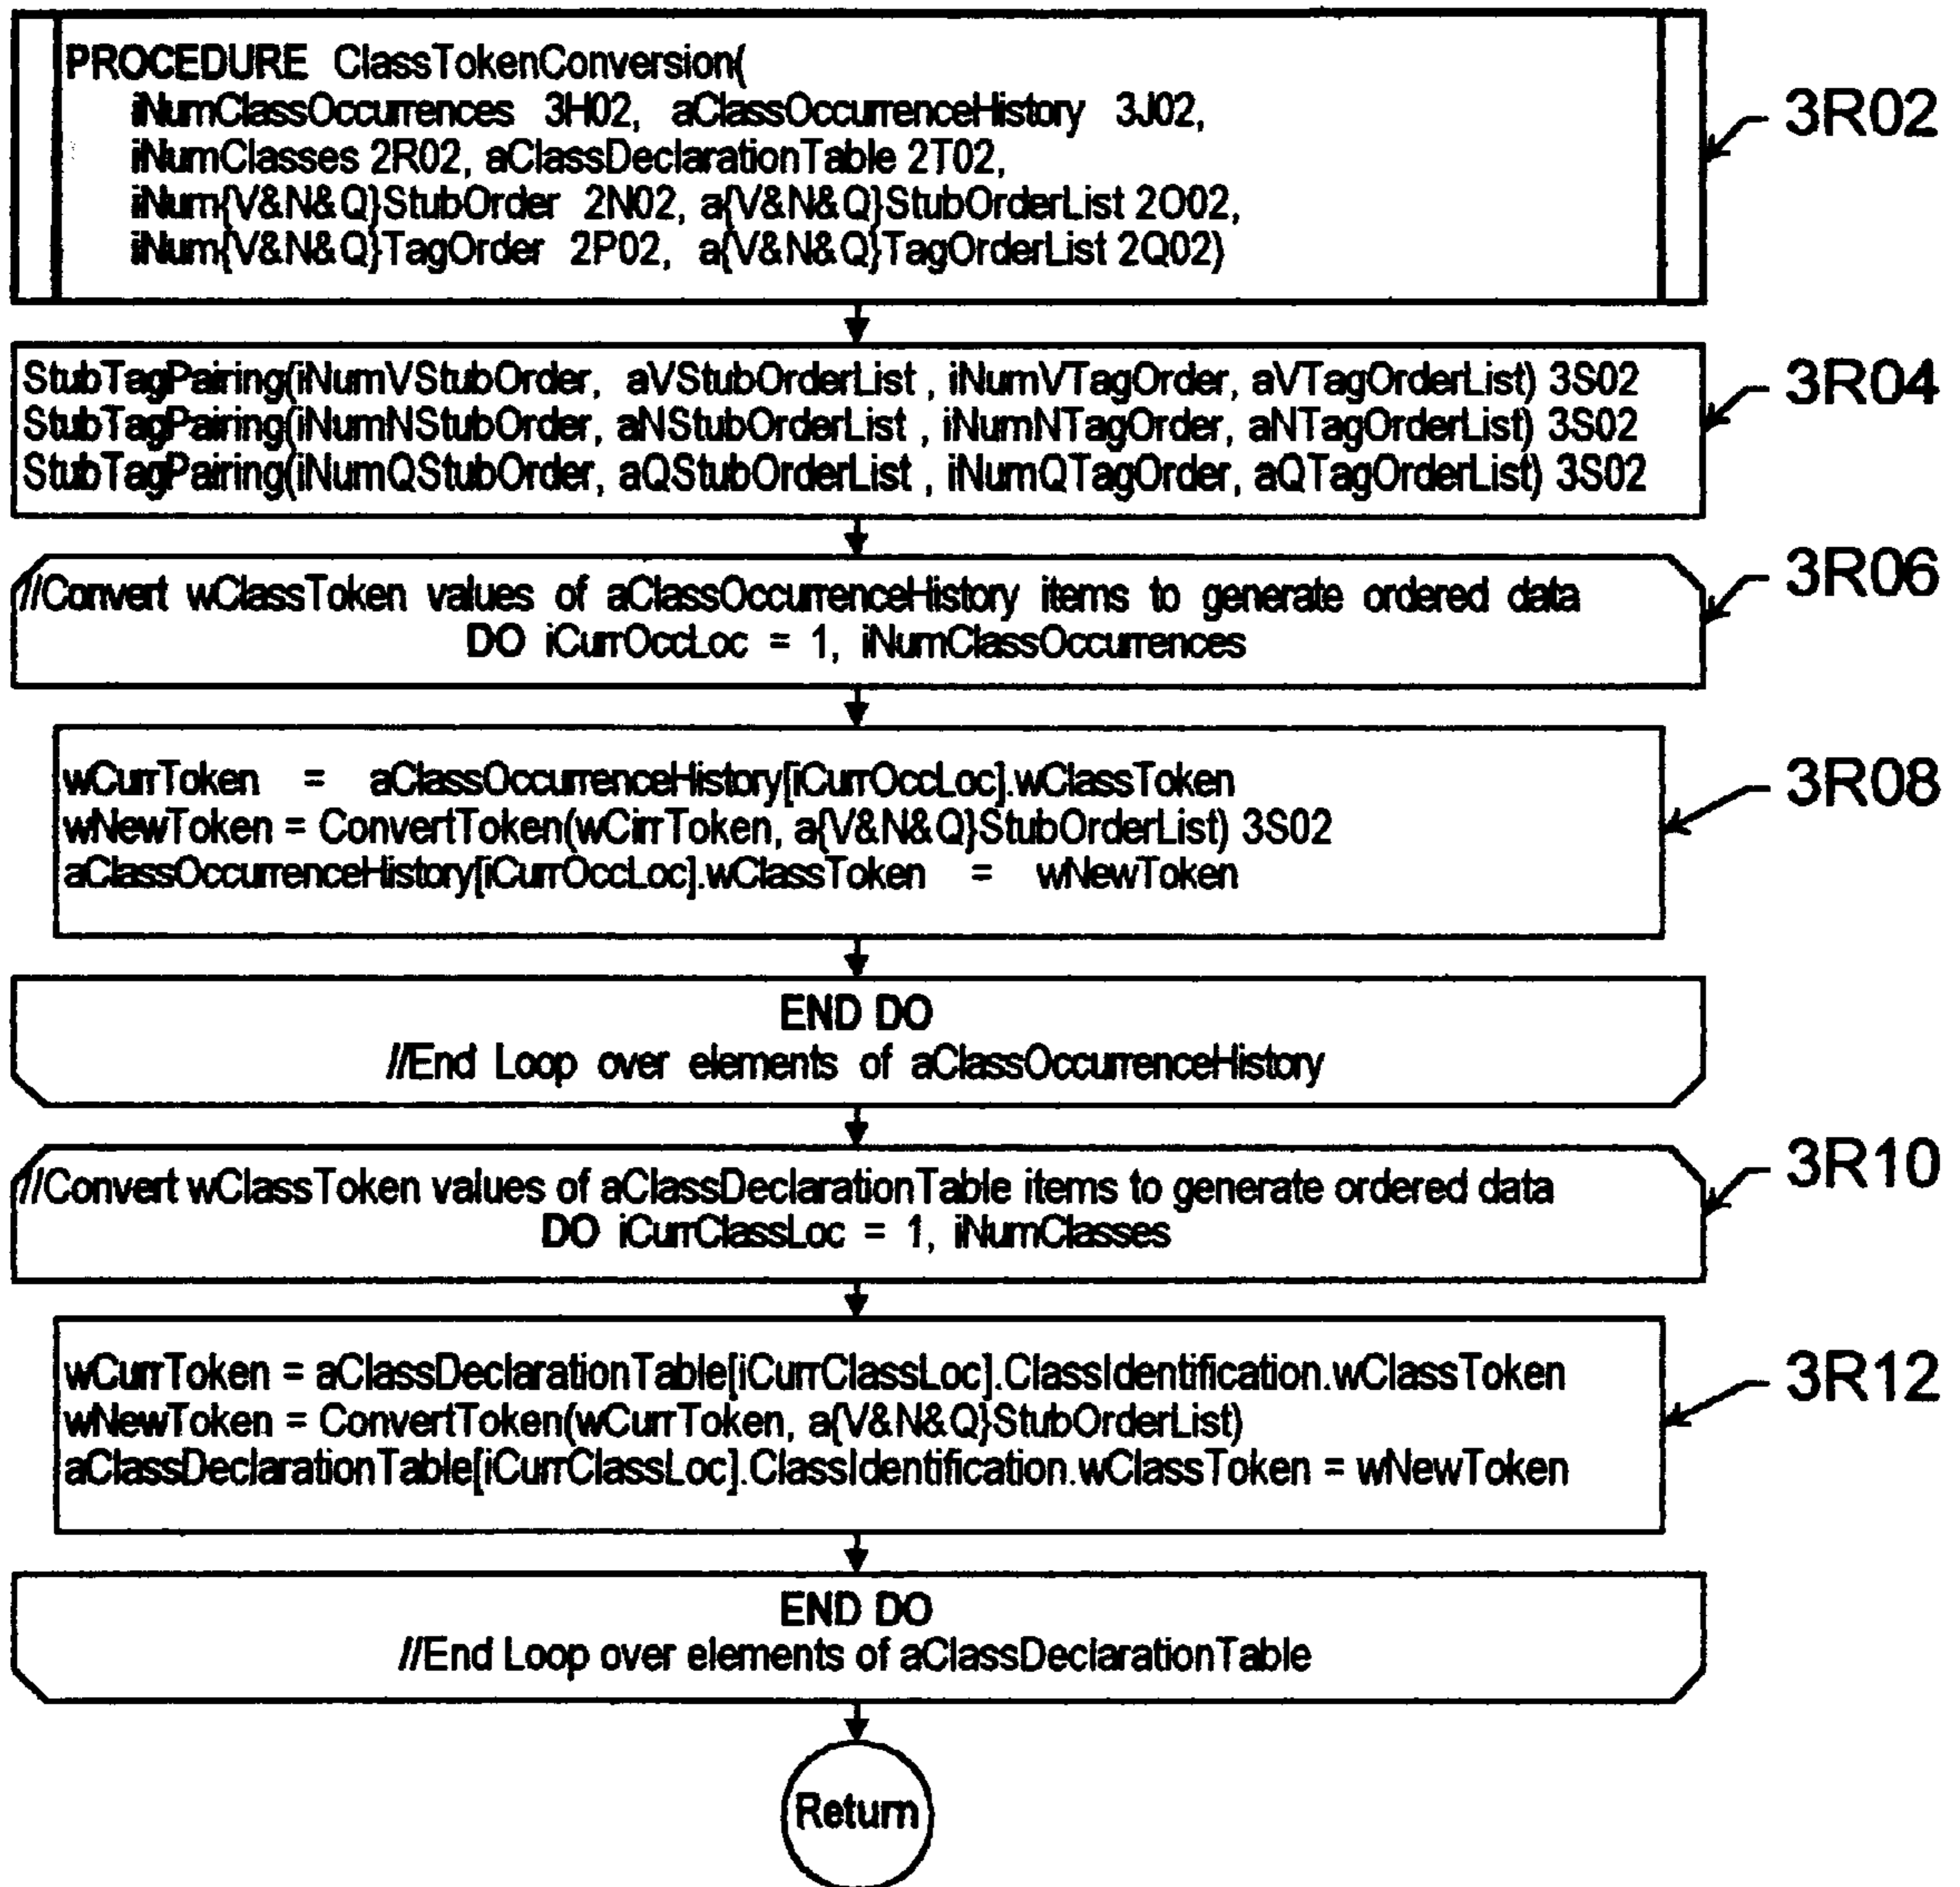 PROCEDURE ClassTokenConversion(
iNumClassOccurrences 3H02, aClassOccurrenceHistory 3J02,
iNumClasses 2R02, aClassDeclarationTable 2T02,
iNum{V&N&Q}StubOrder 2N02, a{V&N&Q}StubOrderList 2O02,
iNum{V&N&Q}TagOrder 2P02, a{V&N&Q}TagOrderList 2Q02)
3R02
StubTagPairing(iNumVStubOrder, aVStubOrderList , iNumVTagOrder, aVTagOrderList) 3S02
StubTagPairing(iNumNStubOrder, aNStubOrderList , iNumNTagOrder, aNTagOrderList) 3S02
StubTagPairing(iNumQStubOrder, aQStubOrderList , iNumQTagOrder, aQTagOrderList) 3S02
3R04
//Convert wClassToken values of aClassOccurrenceHistory items to generate ordered data
DO iCurrOccLoc = 1, iNumClassOccurrences
3R06
wCurrToken = aClassOccurrenceHistory[iCurrOccLoc].wClassToken
wNewToken = ConvertToken(wCirrToken, a{V&N&Q}StubOrderList) 3S02
aClassOccurrenceHistory[iCurrOccLoc].wClassToken = wNewToken
3R08
END DO
//End Loop over elements of aClassOccurrenceHistory
//Convert wClassToken values of aClassDeclarationTable items to generate ordered data
DO iCurrClassLoc = 1, iNumClasses
3R10
wCurrToken = aClassDeclarationTable[iCurrClassLoc].ClassIdentification.wClassToken
wNewToken = ConvertToken(wCurrToken, a{V&N&Q}StubOrderList)
aClassDeclarationTable[iCurrClassLoc].ClassIdentification.wClassToken = wNewToken
3R12
END DO
//End Loop over elements of aClassDeclarationTable
Return